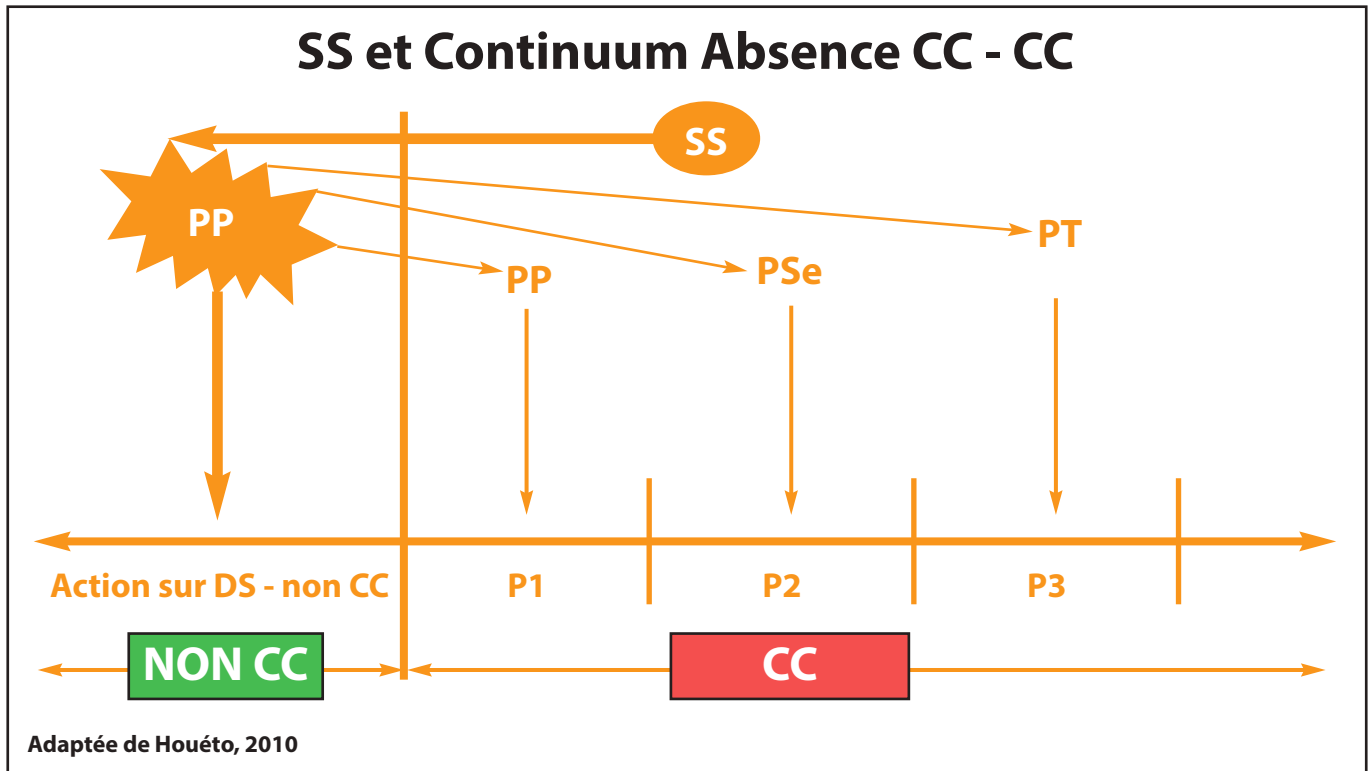 SS et Continuum Absence CC - CC
SS
PP
PT
PSe
PP
Action sur DS - non CC
P1
P2
P3
NON CC
CC
Adaptée de Houéto, 2010